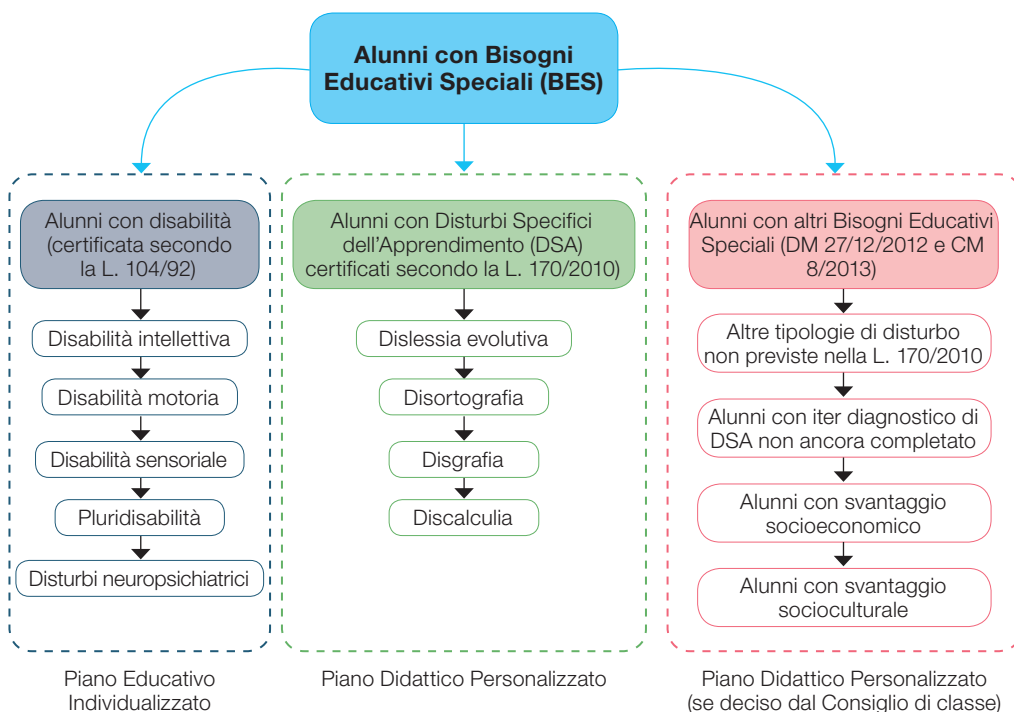 Alunni con Bisogni
Educativi Speciali (BES)
Alunni con disabilità
(certificata secondo
la L. 104/92)
Disabilità intellettiva
Disabilità motoria
Disabilità sensoriale
Pluridisabilità
Disturbi neuropsichiatrici
Piano Educativo
Individualizzato
Alunni con Disturbi Specifici
dell'Apprendimento (DSA)
certificati secondo la L. 170/2010)
Dislessia evolutiva
Disortografia
Disgrafia
Discalculia
Piano Didattico Personalizzato
Alunni con altri Bisogni Educativi
Speciali (DM 27/12/2012 e CM
8/2013)
Altre tipologie di disturbo
non previste nella L. 170/2010
Alunni con iter diagnostico di
DSA non ancora completato
Alunni con svantaggio
socioeconomico
Alunni con svantaggio
socioculturale
Piano Didattico Personalizzato
(se deciso dal Consiglio di classe)